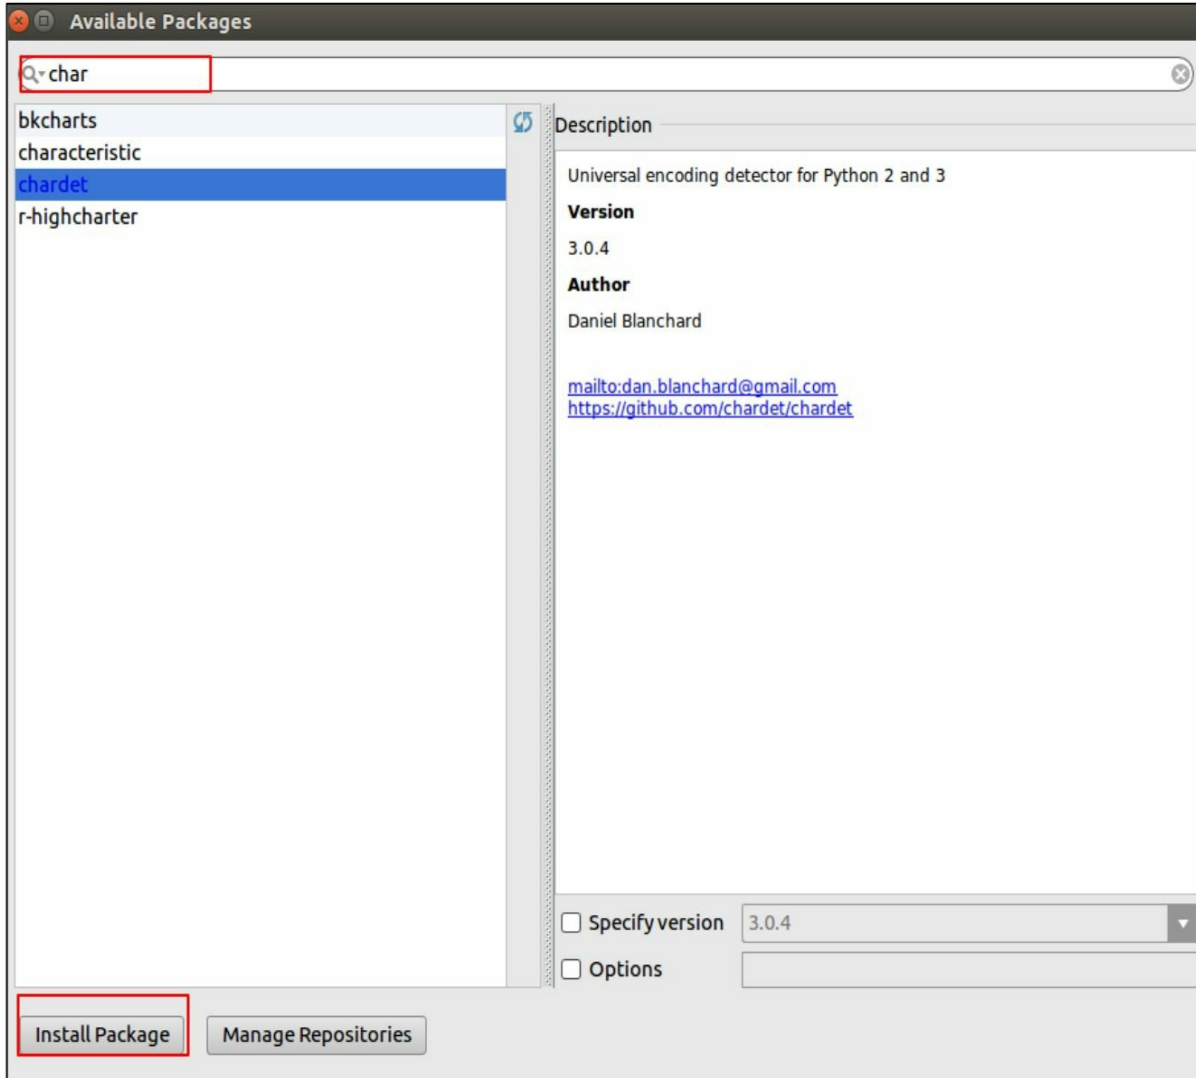 Available Packages
char
bkcharts
characteristic
chardet
r-highcharter
Description
Universal encoding detector for Python 2 and 3
Version
3.0.4
Author
Daniel Blanchard
mailto:dan.blanchard@gmail.com
https://github.com/chardet/chardet
Specify version 3.0.4
Options
Install Package Manage Repositories